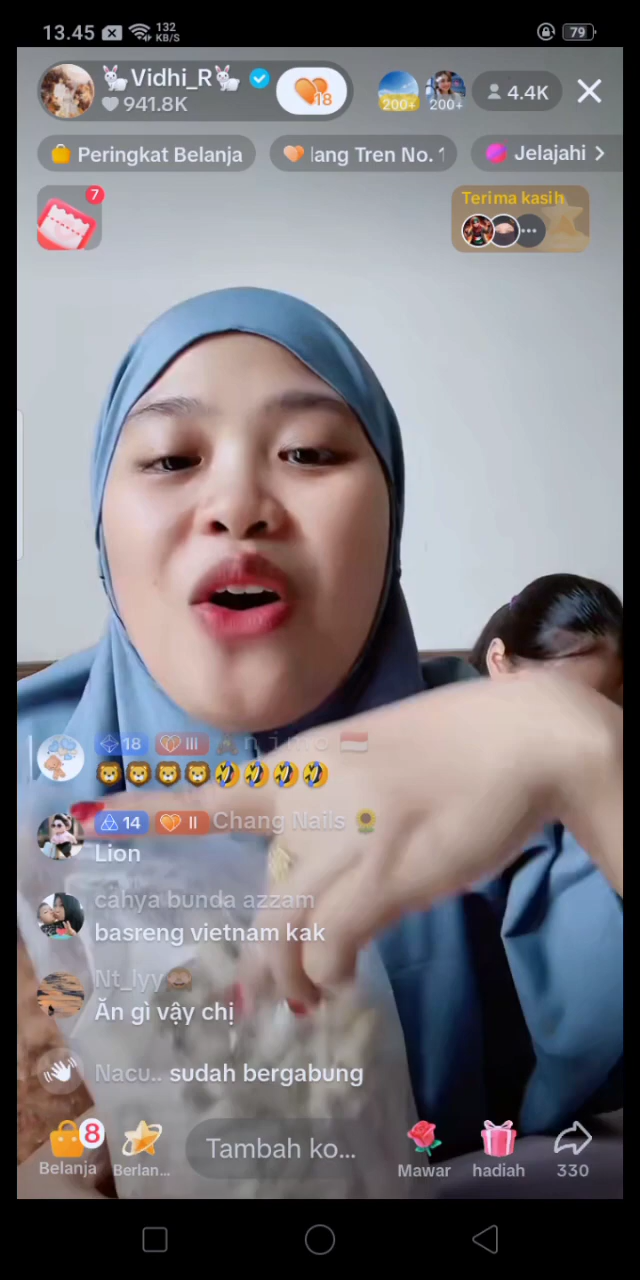 13.45
132
KB/S
79
🐇Vidhi_R🐇
941.8K
18
200+
200+
4.4K
Peringkat Belanja
lang Tren No. 1
Jelajahi
7
Terima kasih
18
III
n j m o
🦁🦁🦁🦁🤣🤣🤣🤣
14
II
Chang Nails 🌻
Lion
cahya bunda azzam
basreng vietnam kak
Nt_lyy🙈
Ăn gì vậy chị
Nacu.. sudah bergabung
8
Belanja
Berlan...
Tambah ko...
Mawar
hadiah
330